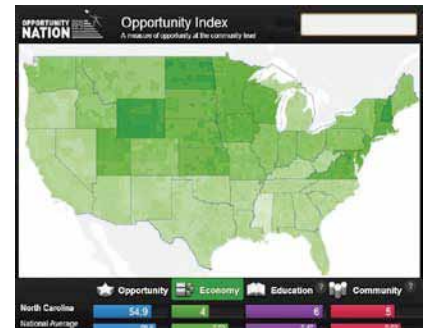 OPPORTUNITY
NATION
Opportunity Index
A measure of opportunity at the community level
Opportunity
Economy
Education ?
Community ?
North Carolina
54.9
4
6
5
National Average